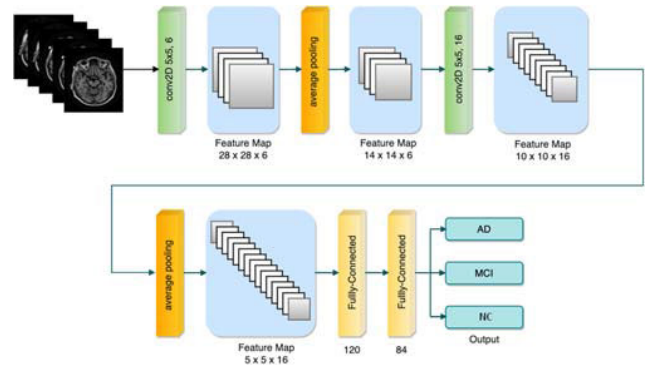 conv2D 5x5, 6
Feature Map
28 x 28 x 6
average pooling
Feature Map
14 x 14 x 6
conv2D 5x5, 16
Feature Map
10 x 10 x 16
average pooling
Feature Map
5 x 5 x 16
Fullly-Connected
120
Fullly-Connected
84
AD
MCI
NC
Output